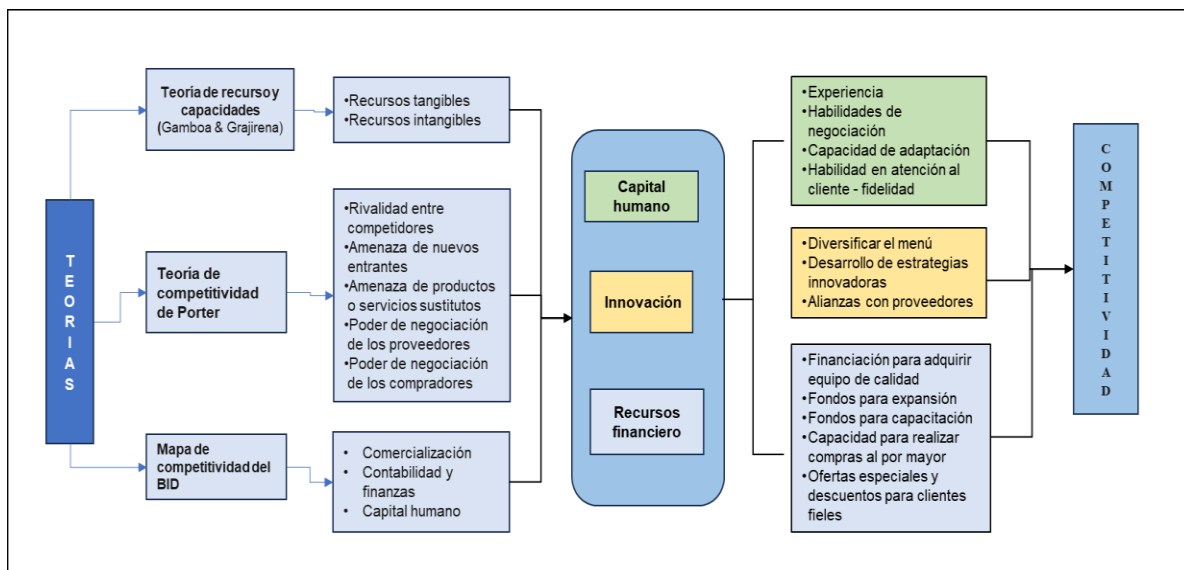 TEORIAS
Teoría de recurso y
capacidades
(Gamboa & Grajirena)
•Recursos tangibles
•Recursos intangibles
Teoría de
competitividad
de Porter
•Rivalidad entre
competidores
•Amenaza de nuevos
entrantes
•Amenaza de productos
o servicios sustitutos
•Poder de negociación
de los proveedores
•Poder de negociación
de los compradores
Mapa de
competitividad del
BID
• Comercialización
• Contabilidad y
finanzas
• Capital humano
Capital
humano
Innovación
Recursos
financiero
•Experiencia
•Habilidades de
negociación
•Capacidad de adaptación
•Habilidad en atención al
cliente - fidelidad
•Diversificar el menú
•Desarrollo de estrategias
innovadoras
•Alianzas con proveedores
•Financiación para adquirir
equipo de calidad
•Fondos para expansión
•Fondos para capacitación
•Capacidad para realizar
compras al por mayor
•Ofertas especiales y
descuentos para clientes
fieles
COMPETITIVIDAD